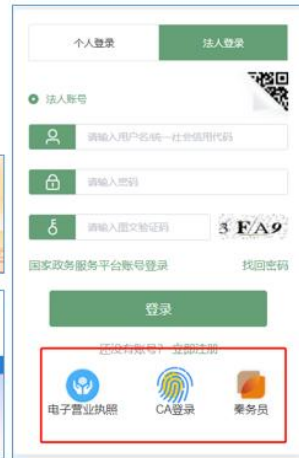 个人登录 法人登录
法人账号
请输入用户名/统一社会信用代码
请输入密码
请输入图文验证码 3 FA9
国家政务服务平台账号登录 找回密码
登录
还没有账号? 立即注册
电子营业执照 CA登录 秦务员